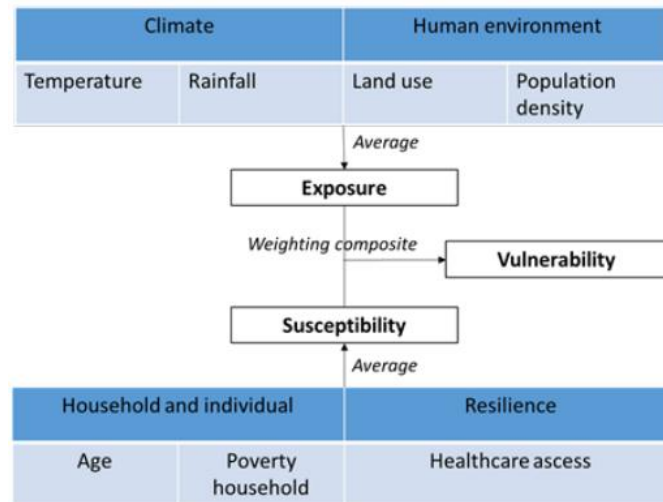 Climate
Human environment
Temperature
Rainfall
Land use
Population
density
Average
Exposure
Weighting composite
Vulnerability
Susceptibility
Average
Household and individual
Resilience
Age
Poverty
household
Healthcare ascess